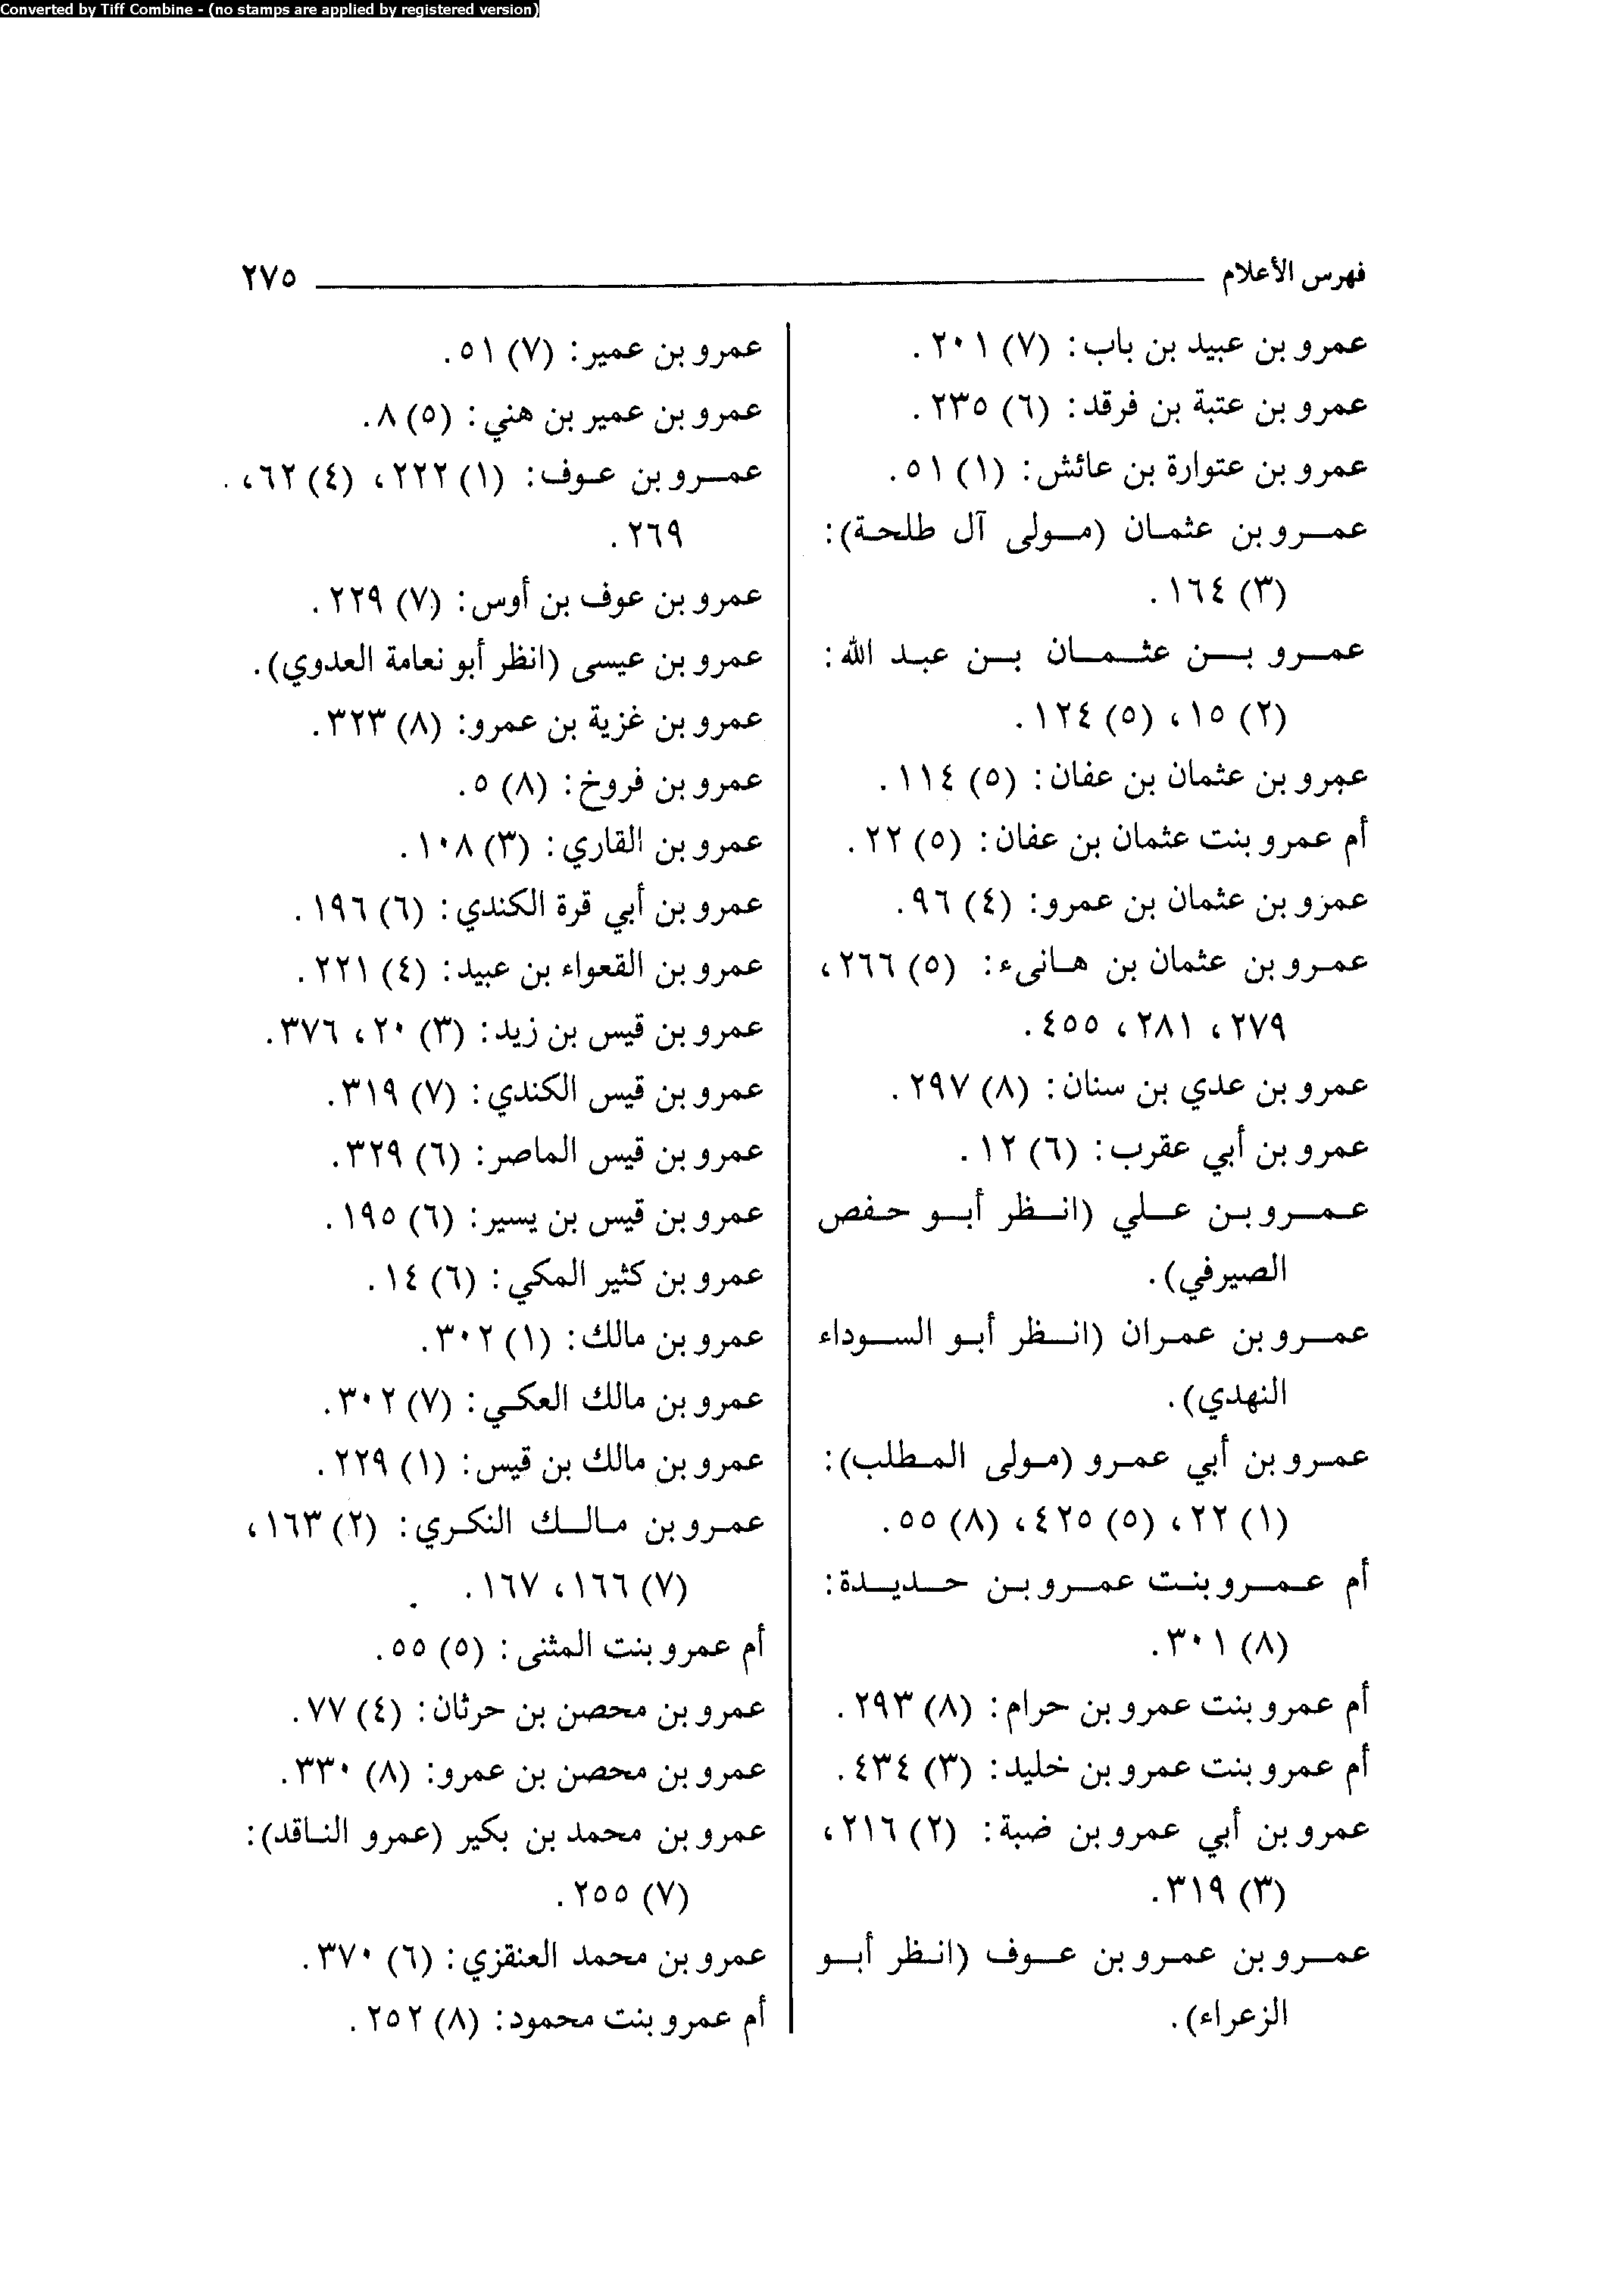 Converted by Tiff Combine - (no stamps are applied by registered version)
فهرس الأعلام ٢٧٥
عمرو بن عبيد بن باب: (٧) ٢٠١.
عمرو بن عتبة بن فرقد: (٦) ٢٣٥.
عمرو بن عتوارة بن عائش: (١) ٥١.
عمرو بن عثمان (مولى آل طلحة):
(٣) ١٦٤.
عمرو بن عثمان بن عبد الله:
(٢) ١٥، (٥) ١٢٤.
عمرو بن عثمان بن عفان: (٥) ١١٤.
أم عمرو بنت عثمان بن عفان: (٥) ٢٢.
عمرو بن عثمان بن عمرو: (٤) ٩٦.
عمرو بن عثمان بن هانىء: (٥) ٢٦٦،
٢٧٩، ٢٨١، ٤٥٥.
عمرو بن عدي بن سنان: (٨) ٢٩٧.
عمرو بن أبي عقرب: (٦) ١٢.
عمرو بن علي (انظر أبو حفص
الصيرفي).
عمرو بن عمران (انظر أبو السوداء
النهدي).
عمرو بن أبي عمرو (مولى المطلب):
(١) ٢٢، (٥) ٤٢٥، (٨) ٥٥.
أم عمرو بنت عمرو بن حديدة:
(٨) ٣٠١.
أم عمرو بنت عمرو بن حرام: (٨) ٢٩٣.
أم عمرو بنت عمرو بن خليد: (٣) ٤٣٤.
عمرو بن أبي عمرو بن ضبة: (٢) ٢١٦،
(٣) ٣١٩.
عمرو بن عمرو بن عوف (انظر أبو
الزعراء).
عمرو بن عمير: (٧) ٥١.
عمرو بن عمير بن هني: (٥) ٨.
عمرو بن عوف: (١) ٢٢٢، (٤) ٦٢،
٢٦٩.
عمرو بن عوف بن أوس: (٧) ٢٢٩.
عمرو بن عيسى (انظر أبو نعامة العدوي).
عمرو بن غزية بن عمرو: (٨) ٣٢٣.
عمرو بن فروخ: (٨) ٥.
عمرو بن القاري: (٣) ١٠٨.
عمرو بن أبي قرة الكندي: (٦) ١٩٦.
عمرو بن القعواء بن عبيد: (٤) ٢٢١.
عمرو بن قيس بن زيد: (٣) ٢٠، ٣٧٦.
عمرو بن قيس الكندي: (٧) ٣١٩.
عمرو بن قيس الماصر: (٦) ٣٢٩.
عمرو بن قيس بن يسير: (٦) ١٩٥.
عمرو بن كثير المكي: (٦) ١٤.
عمرو بن مالك: (١) ٣٠٢.
عمرو بن مالك العكي: (٧) ٣٠٢.
عمرو بن مالك بن قيس: (١) ٢٢٩.
عمرو بن مالك النكري: (٢) ١٦٣،
(٧) ١٦٦، ١٦٧.
أم عمرو بنت المثنى: (٥) ٥٥.
عمرو بن محصن بن حرثان: (٤) ٧٧.
عمرو بن محصن بن عمرو: (٨) ٣٣٠.
عمرو بن محمد بن بكير (عمرو الناقد):
(٧) ٢٥٥.
عمرو بن محمد العنقزي: (٦) ٣٧٠.
أم عمرو بنت محمود: (٨) ٢٥٢.